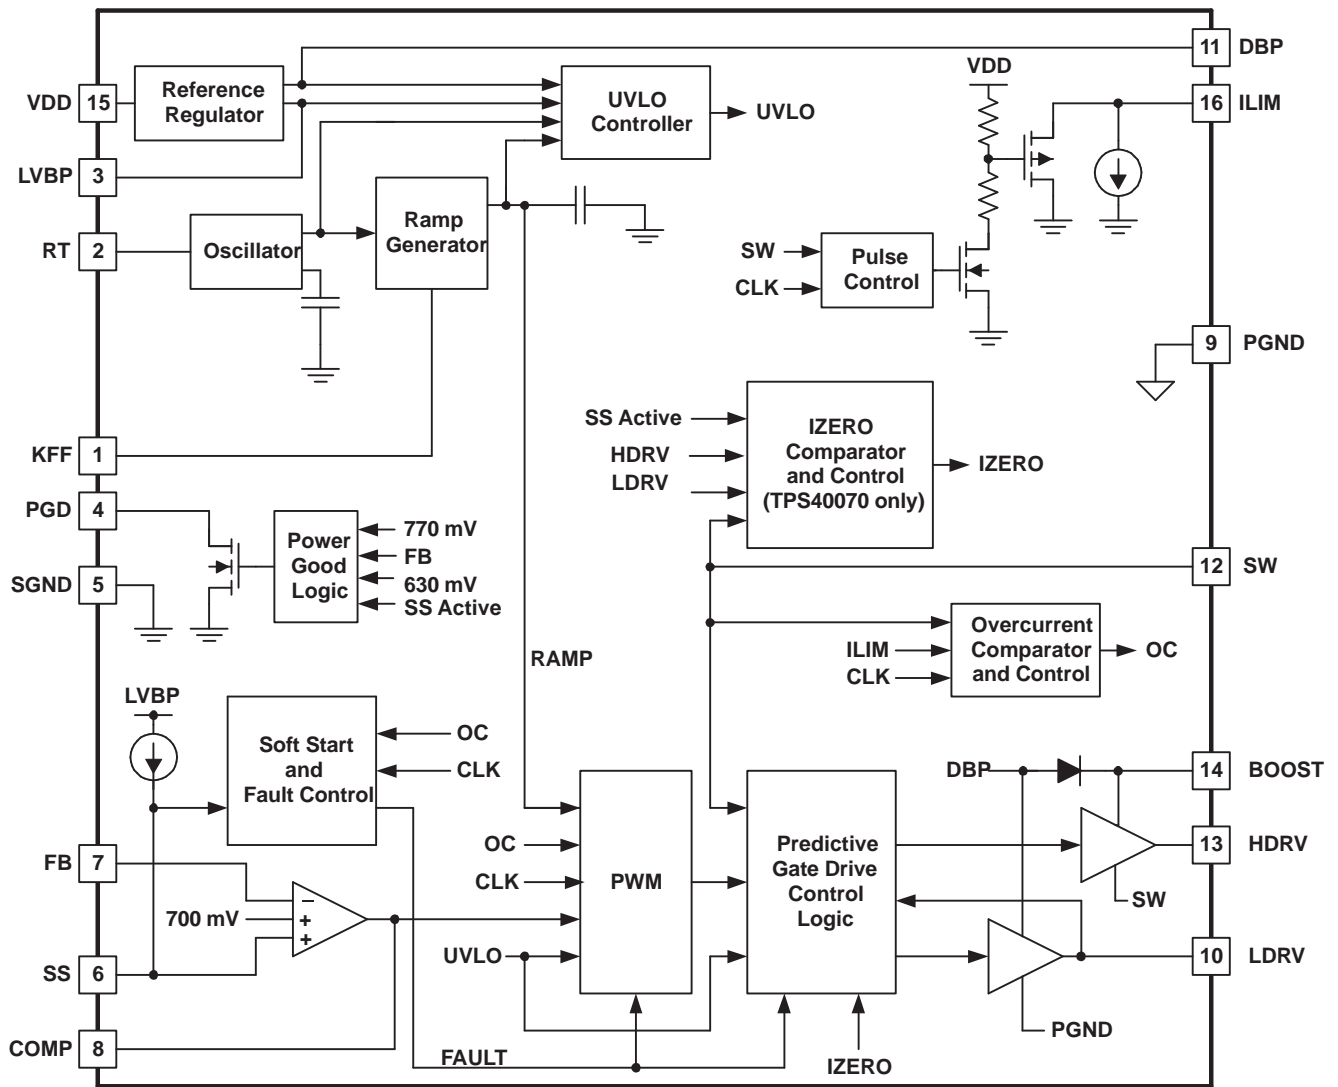 11
DBP
VDD
15
Reference
Regulator
UVLO
Controller
UVLO
VDD
16
ILIM
LVBP
3
RT
2
Oscillator
Ramp
Generator
SW
CLK
Pulse
Control
9
PGND
KFF
1
SS Active
HDRV
LDRV
IZERO
Comparator
and Control
(TPS40070 only)
IZERO
PGD
4
Power
Good
Logic
770 mV
FB
630 mV
SS Active
SGND
5
12
SW
RAMP
ILIM
CLK
Overcurrent
Comparator
and Control
OC
LVBP
Soft Start
and
Fault Control
OC
CLK
DBP
14
BOOST
FB
7
700 mV
−
+
+
OC
CLK
UVLO
PWM
Predictive
Gate Drive
Control
Logic
13
HDRV
SW
SS
6
10
LDRV
PGND
COMP
8
FAULT
IZERO